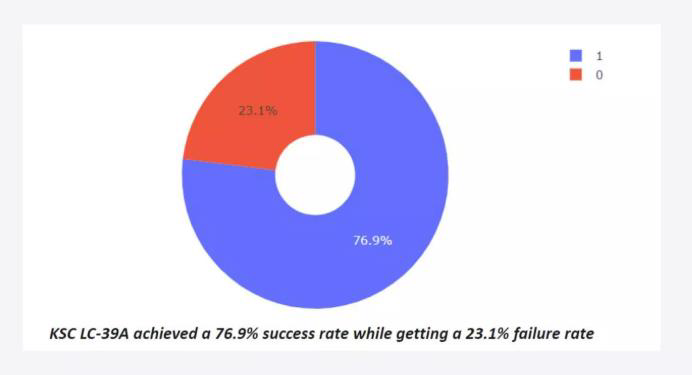 1
0
23.1%
76.9%
KSC LC-39A achieved a 76.9% success rate while getting a 23.1% failure rate